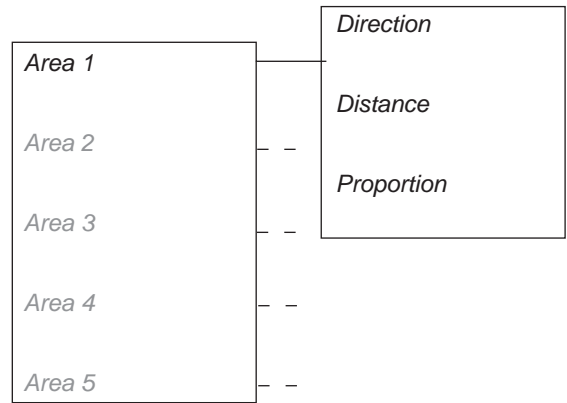 Area 1
Area 2
Area 3
Area 4
Area 5
Direction
Distance
Proportion